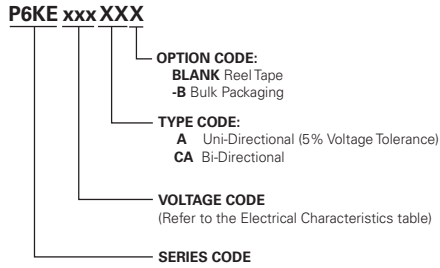 P6KE xxx XXX
OPTION CODE:
BLANK Reel Tape
-B Bulk Packaging
TYPE CODE:
A Uni-Directional (5% Voltage Tolerance)
CA Bi-Directional
VOLTAGE CODE
(Refer to the Electrical Characteristics table)
SERIES CODE